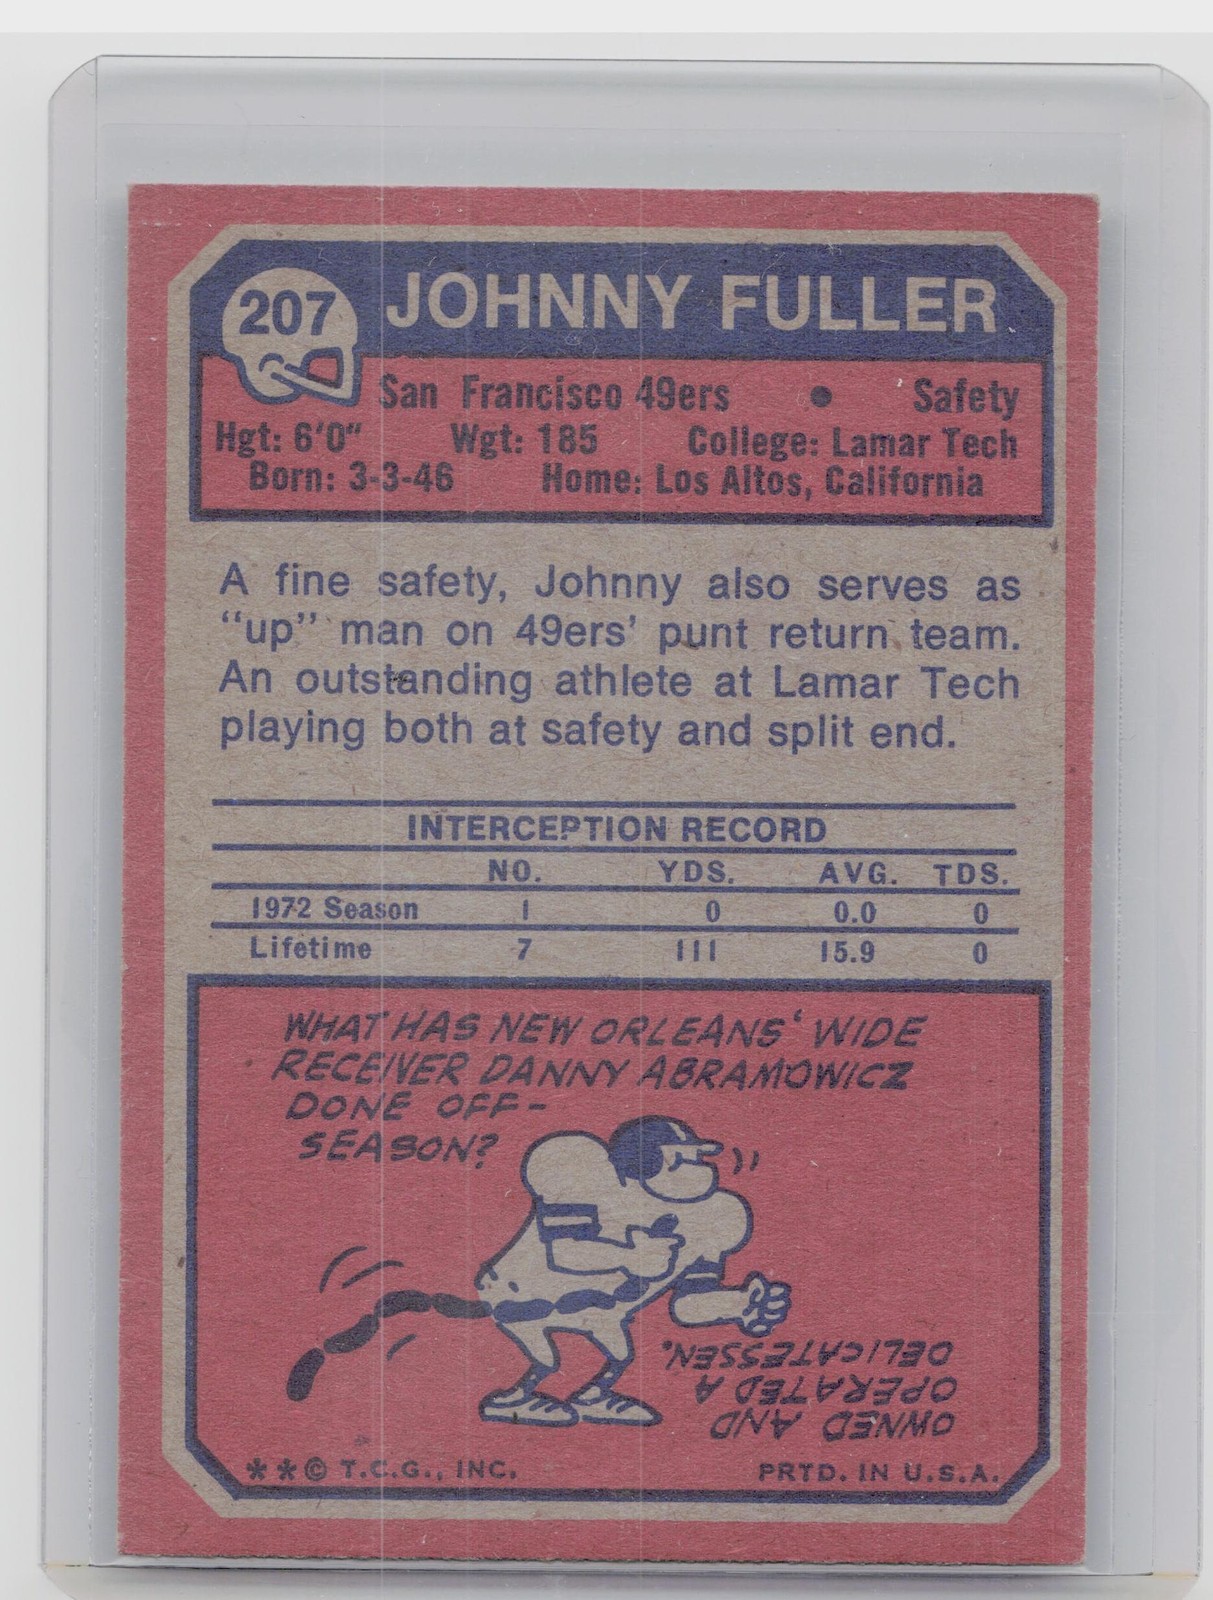 207 JOHNNY FULLER
San Francisco 49ers • Safety
Hgt: 6'0" Wgt: 185 College: Lamar Tech
Born: 3-3-46 Home: Los Altos, California
A fine safety, Johnny also serves as
"up" man on 49ers' punt return team.
An outstanding athlete at Lamar Tech
playing both at safety and split end.
INTERCEPTION RECORD
NO. YDS. AVG. TDS.
1972 Season 1 0 0.0 0
Lifetime 7 111 15.9 0
WHAT HAS NEW ORLEANS' WIDE
RECEIVER DANNY ABRAMOWICZ
DONE OFF-
SEASON?
OWNED AND
OPERATED A
DELICATESSEN.
**© T.C.G., INC. PRTD. IN U.S.A.